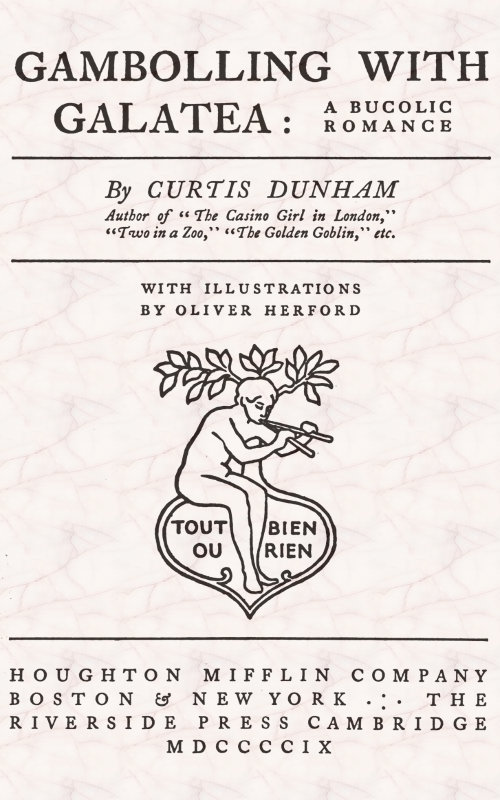 GAMBOLLING WITH
GALATEA: A BUCOLIC
ROMANCE
By CURTIS DUNHAM
Author of “The Casino Girl in London,”
“Two in a Zoo,” “The Golden Goblin,” etc.
WITH ILLUSTRATIONS
BY OLIVER HERFORD
TOUT BIEN
OU RIEN
HOUGHTON MIFFLIN COMPANY
BOSTON & NEW YORK .·. THE
RIVERSIDE PRESS CAMBRIDGE
MDCCCCIX